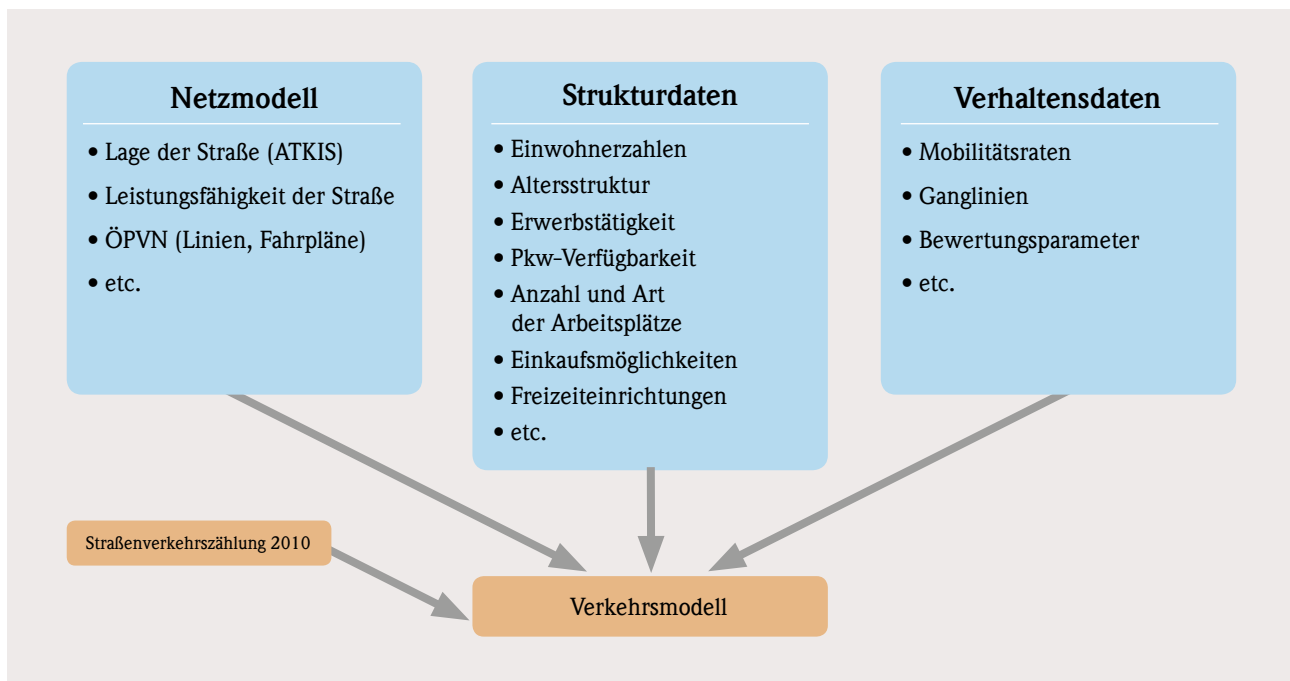 Netzmodell
• Lage der Straße (ATKIS)
• Leistungsfähigkeit der Straße
• ÖPVN (Linien, Fahrpläne)
• etc.
Strukturdaten
• Einwohnerzahlen
• Altersstruktur
• Erwerbstätigkeit
• Pkw-Verfügbarkeit
• Anzahl und Art
der Arbeitsplätze
• Einkaufsmöglichkeiten
• Freizeiteinrichtungen
• etc.
Verhaltensdaten
• Mobilitätsraten
• Ganglinien
• Bewertungsparameter
• etc.
Straßenverkehrszählung 2010
Verkehrsmodell